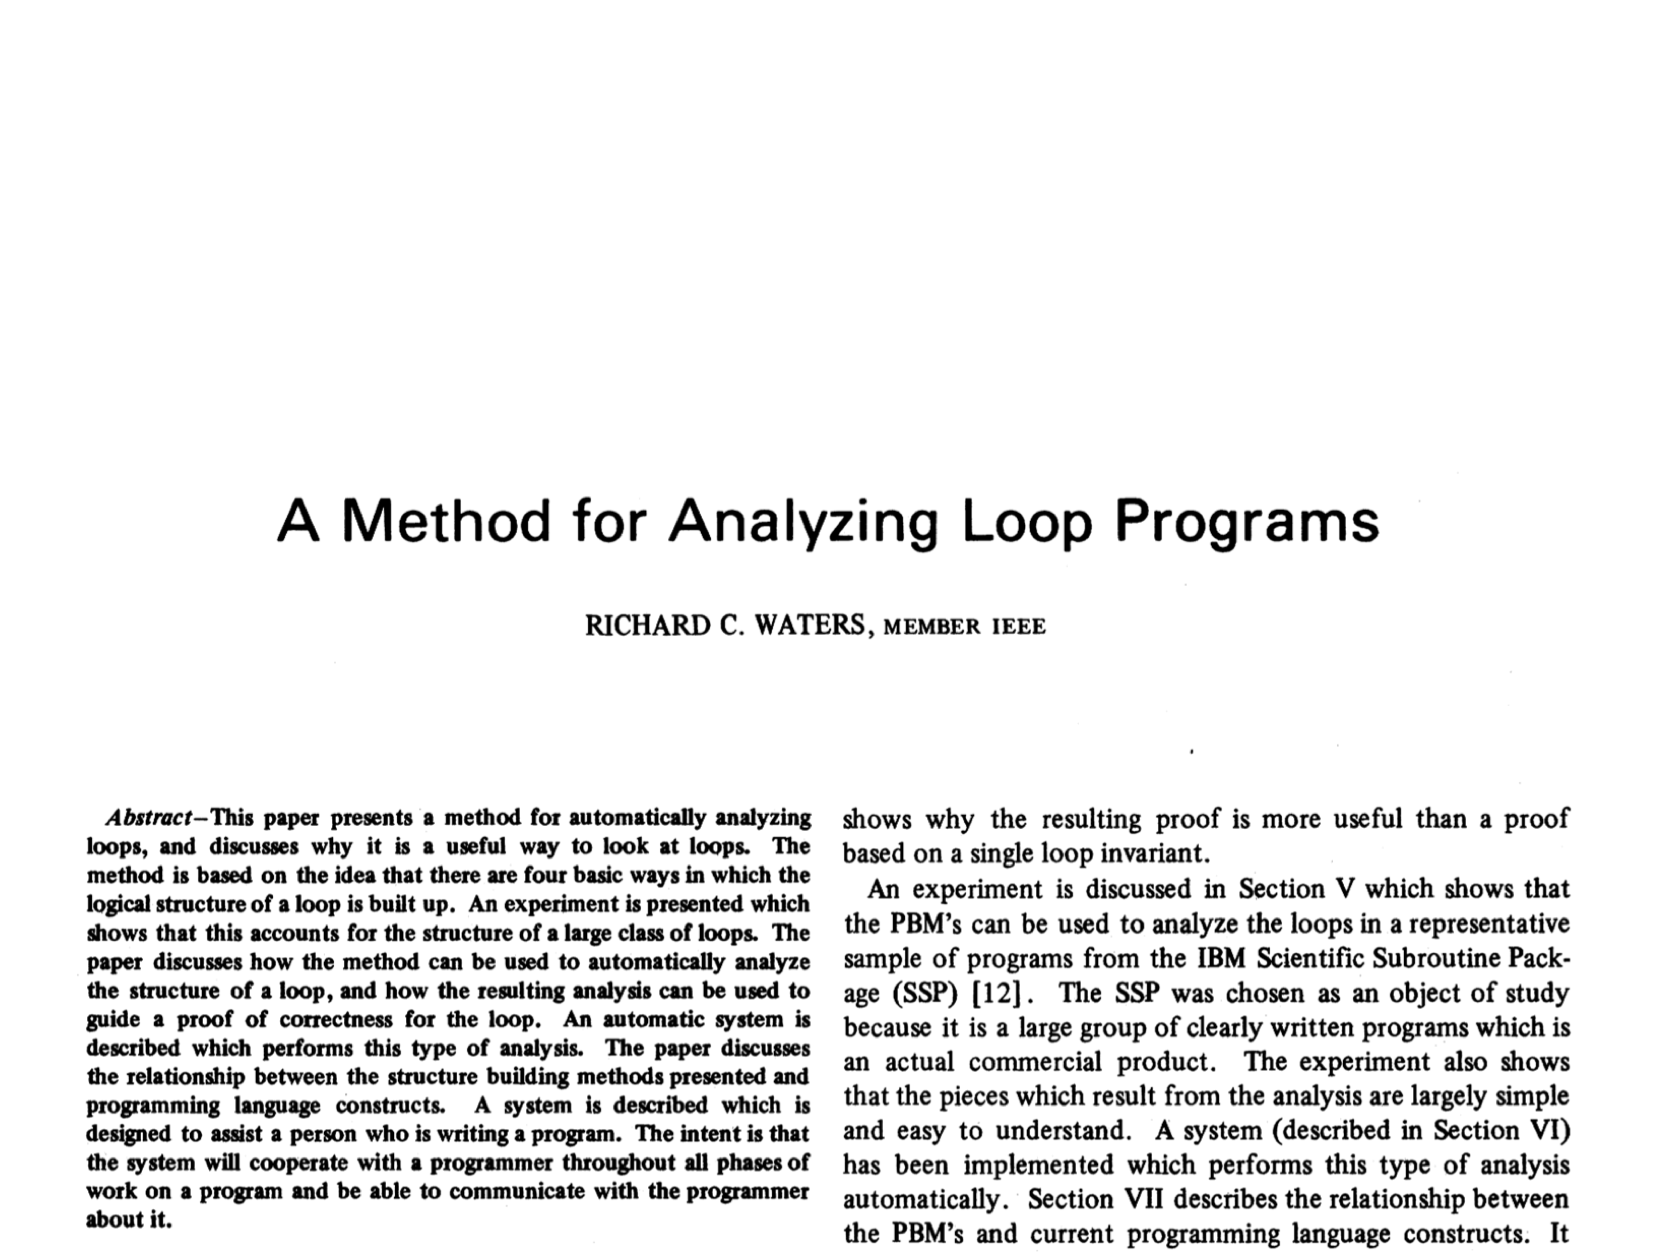 A Method for Analyzing Loop Programs
RICHARD C. WATERS, MEMBER IEEE
Abstract–This paper presents a method for automatically analyzing
loops, and discusses why it is a useful way to look at loops. The
method is based on the idea that there are four basic ways in which the
logical structure of a loop is built up. An experiment is presented which
shows that this accounts for the structure of a large class of loops. The
paper discusses how the method can be used to automatically analyze
the structure of a loop, and how the resulting analysis can be used to
guide a proof of correctness for the loop. An automatic system is
described which performs this type of analysis. The paper discusses
the relationship between the structure building methods presented and
programming language constructs. A system is described which is
designed to assist a person who is writing a program. The intent is that
the system will cooperate with a programmer throughout all phases of
work on a program and be able to communicate with the programmer
about it.
shows why the resulting proof is more useful than a proof
based on a single loop invariant.
An experiment is discussed in Section V which shows that
the PBM's can be used to analyze the loops in a representative
sample of programs from the IBM Scientific Subroutine Pack-
age (SSP) [12]. The SSP was chosen as an object of study
because it is a large group of clearly written programs which is
an actual commercial product. The experiment also shows
that the pieces which result from the analysis are largely simple
and easy to understand. A system (described in Section VI)
has been implemented which performs this type of analysis
automatically. Section VII describes the relationship between
the PBM's and current programming language constructs. It